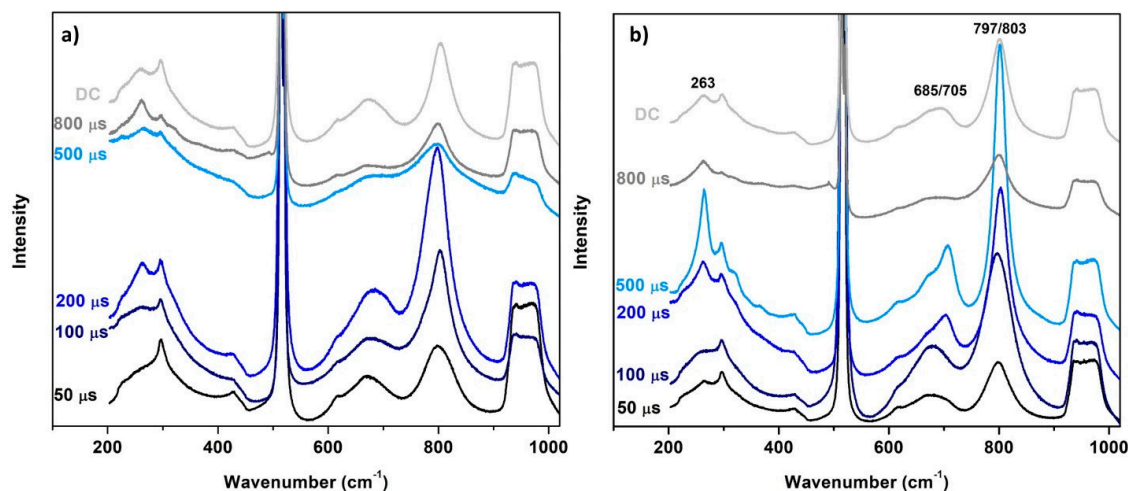 a)
DC
800 µs
500 µs
200 µs
100 µs
50 µs
Intensity
200 400 600 800 1000
Wavenumber (cm⁻¹)
b)
797/803
263
685/705
DC
800 µs
500 µs
200 µs
100 µs
50 µs
Intensity
200 400 600 800 1000
Wavenumber (cm⁻¹)